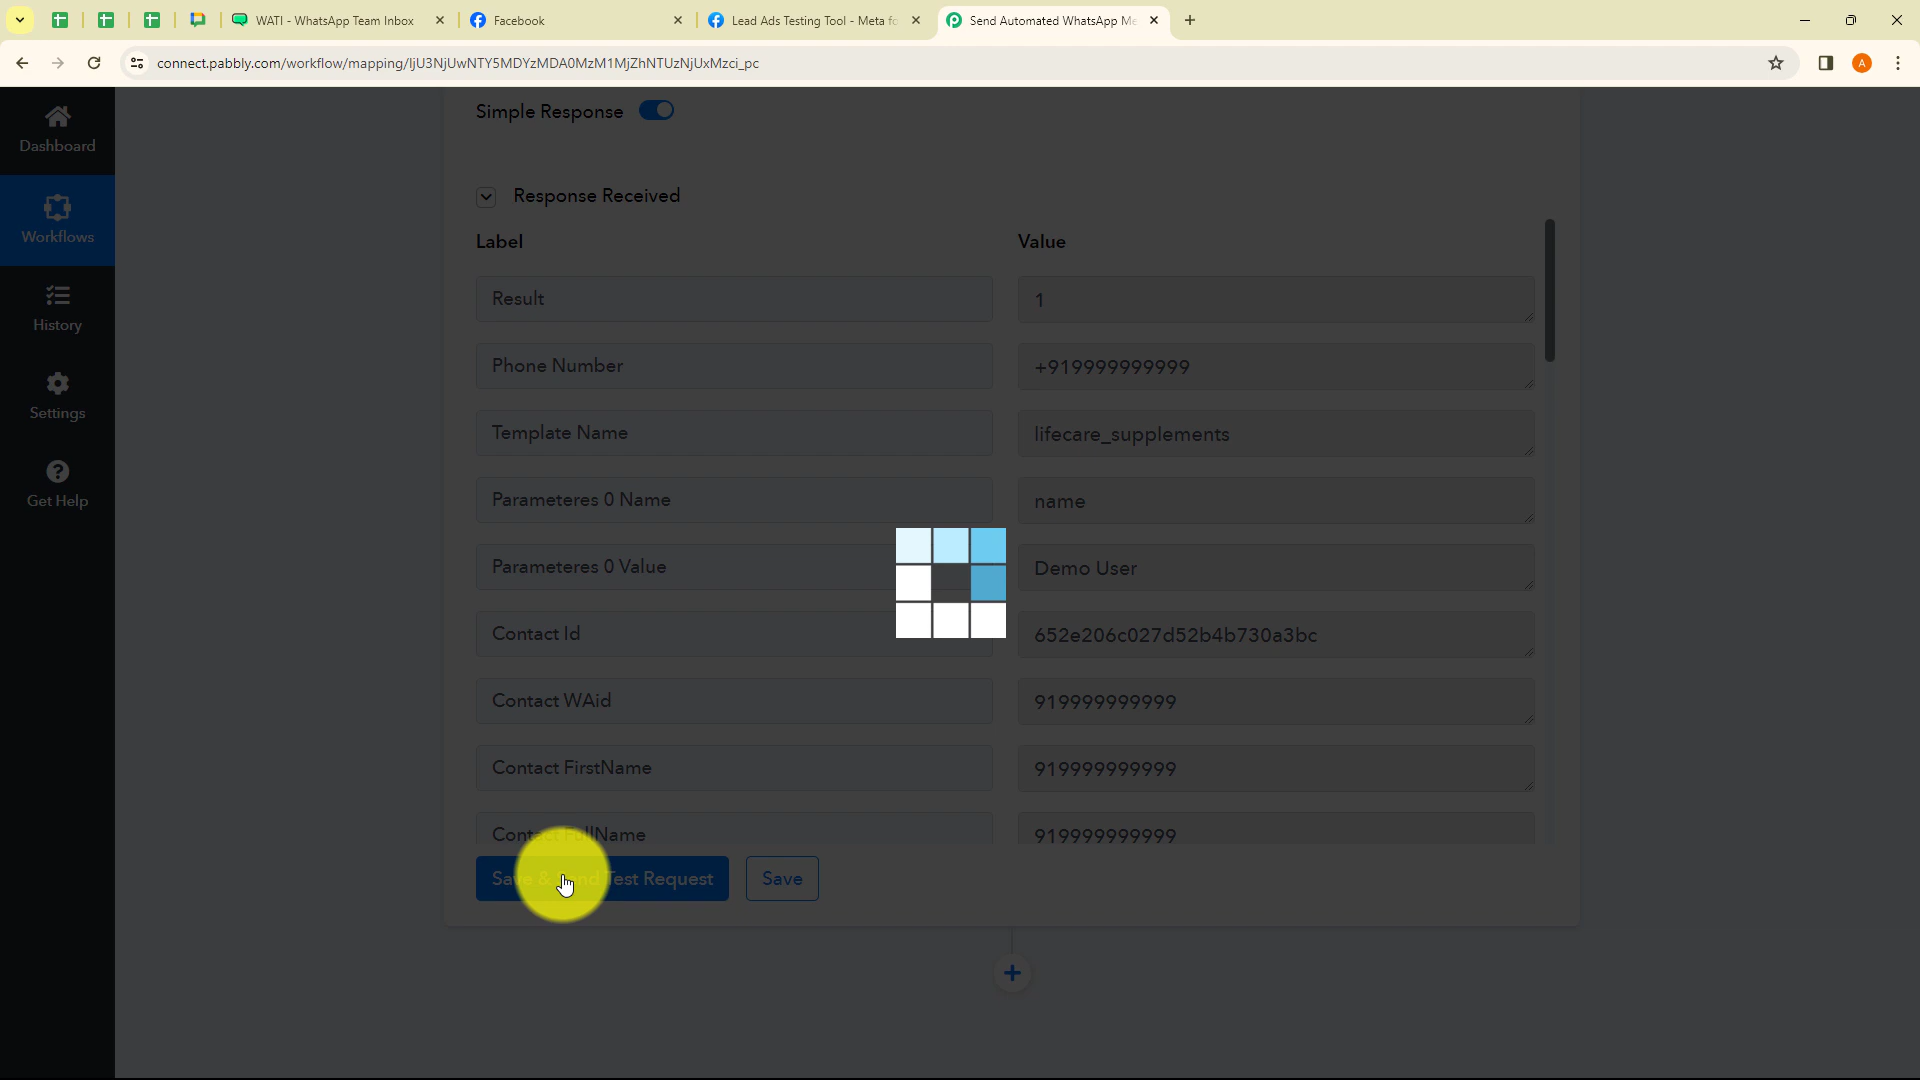 WATI - WhatsApp Team Inbox
Facebook
Lead Ads Testing Tool - Meta fo
Send Automated WhatsApp Me
connect.pabbly.com/workflow/mapping/IjU3NjUwNTY5MDYzMDA0MzM1MjZhNTUzNjUxMzci_pc
A
Dashboard
Workflows
History
Settings
Get Help
Simple Response
Response Received
Label Value
Result 1
Phone Number +919999999999
Template Name lifecare_supplements
Parameteres 0 Name name
Parameteres 0 Value Demo User
Contact Id 652e206c027d52b4b730a3bc
Contact WAid 919999999999
Contact FirstName 919999999999
Contact FullName 919999999999
Save & Send Test Request Save